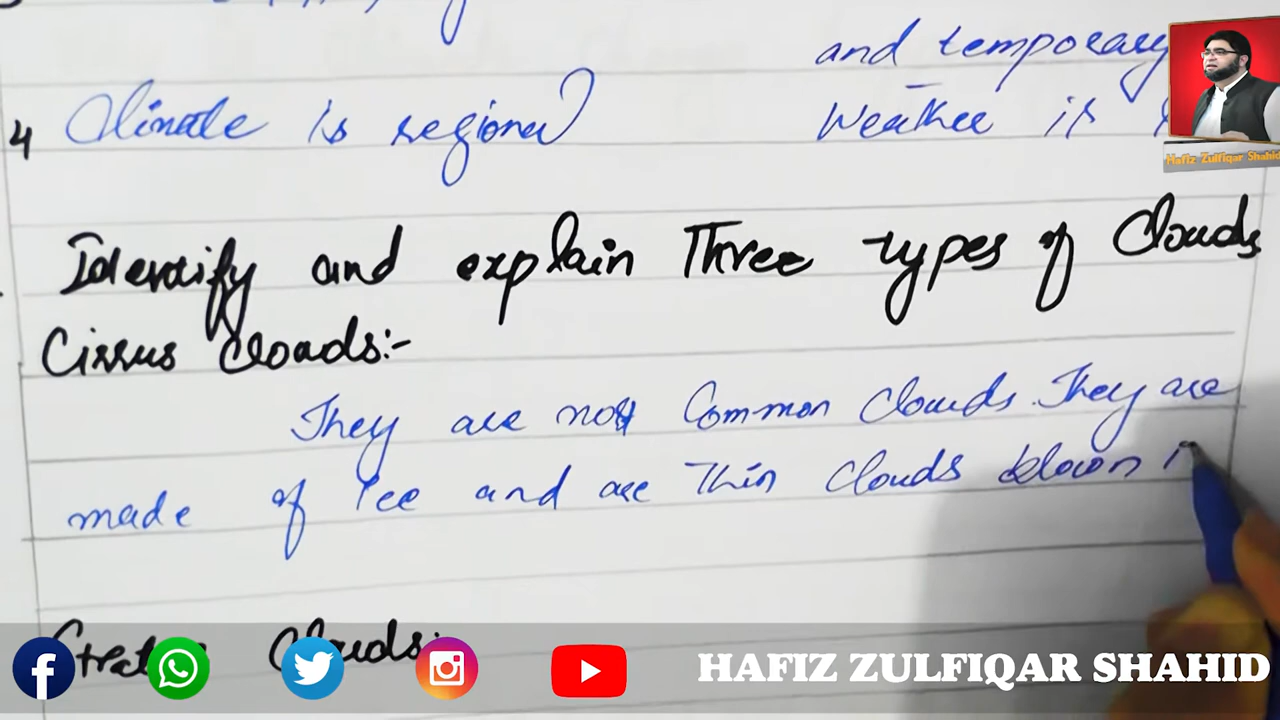 and temporary
4 Climate is regional
Weather is
Hafiz Zulfiqar Shahid
Identify and explain Three types of Clouds
Cirrus Clouds:-
They are not Common Clouds. They are
made of Ice and are Thin Clouds blown
Clouds:
HAFIZ ZULFIQAR SHAHID